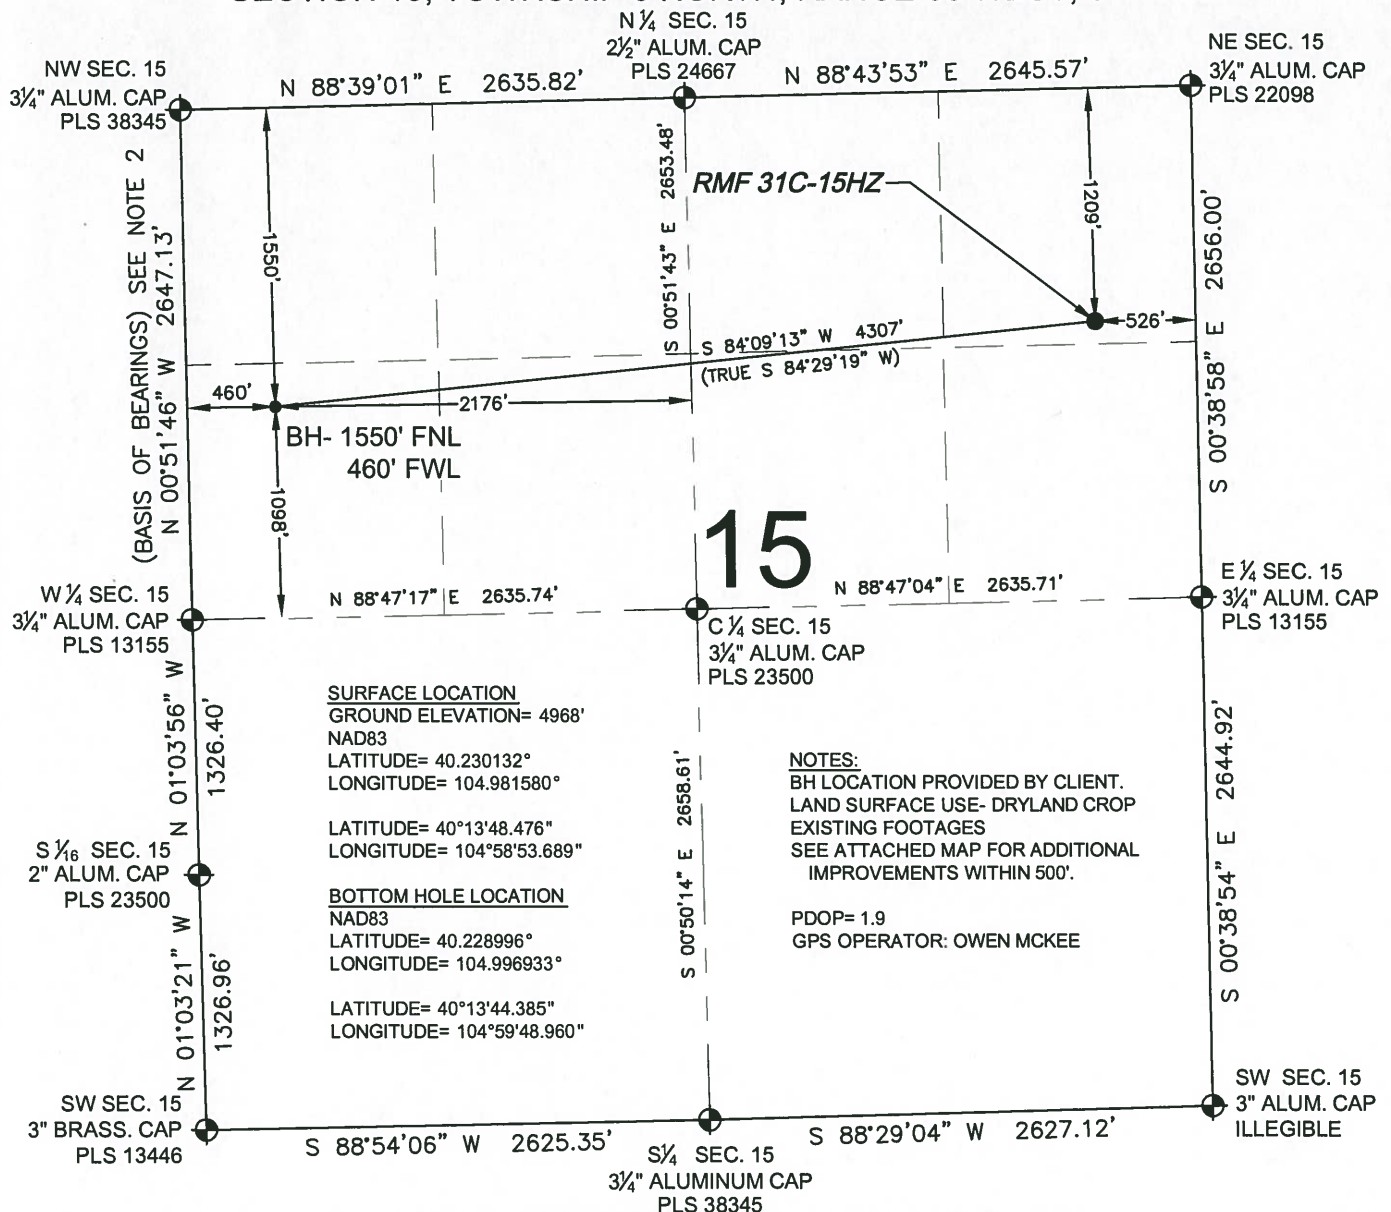 N ¼ SEC. 15
2½" ALUM. CAP
PLS 24667
NW SEC. 15
3¼" ALUM. CAP
PLS 38345
N 88°39'01" E 2635.82'
N 88°43'53" E 2645.57'
NE SEC. 15
3¼" ALUM. CAP
PLS 22098
(BASIS OF BEARINGS) SEE NOTE 2
N 00°51'46" W 2647.13'
1550'
S 00°51'43" E 2653.48'
RMF 31C-15HZ
1209'
526'
S 00°38'58" E 2656.00'
S 84°09'13" W 4307'
(TRUE S 84°29'19" W)
460'
2176'
BH- 1550' FNL
460' FWL
1098'
15
W ¼ SEC. 15
3¼" ALUM. CAP
PLS 13155
N 88°47'17" E 2635.74'
N 88°47'04" E 2635.71'
E ¼ SEC. 15
3¼" ALUM. CAP
PLS 13155
C ¼ SEC. 15
3¼" ALUM. CAP
PLS 23500
N 01°03'56" W
1326.40'
SURFACE LOCATION
GROUND ELEVATION= 4968'
NAD83
LATITUDE= 40.230132°
LONGITUDE= 104.981580°
LATITUDE= 40°13'48.476"
LONGITUDE= 104°58'53.689"
BOTTOM HOLE LOCATION
NAD83
LATITUDE= 40.228996°
LONGITUDE= 104.996933°
LATITUDE= 40°13'44.385"
LONGITUDE= 104°59'48.960"
S 00°50'14" E 2658.61'
NOTES:
BH LOCATION PROVIDED BY CLIENT.
LAND SURFACE USE- DRYLAND CROP
EXISTING FOOTAGES
SEE ATTACHED MAP FOR ADDITIONAL
IMPROVEMENTS WITHIN 500'.
PDOP= 1.9
GPS OPERATOR: OWEN MCKEE
S 00°38'54" E 2644.92'
S 1⁄16 SEC. 15
2" ALUM. CAP
PLS 23500
N 01°03'21" W
1326.96'
SW SEC. 15
3" BRASS. CAP
PLS 13446
S 88°54'06" W 2625.35'
S¼ SEC. 15
3¼" ALUMINUM CAP
PLS 38345
S 88°29'04" W 2627.12'
SW SEC. 15
3" ALUM. CAP
ILLEGIBLE